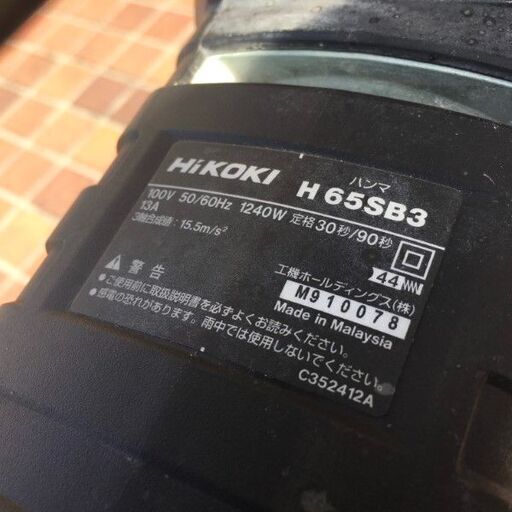 HiKOKI ハンマ H 65SB3
100V 50/60Hz 1240W 定格30秒/90秒
13A
3軸合成値: 15.5m/s²
44 NN
警告
工機ホールディングス(株)
・ご使用前に取扱説明書を必ずよくお読みください。
M910078
・感電の恐れがあります。雨中では使用しないでください。
Made in Malaysia
C352412A